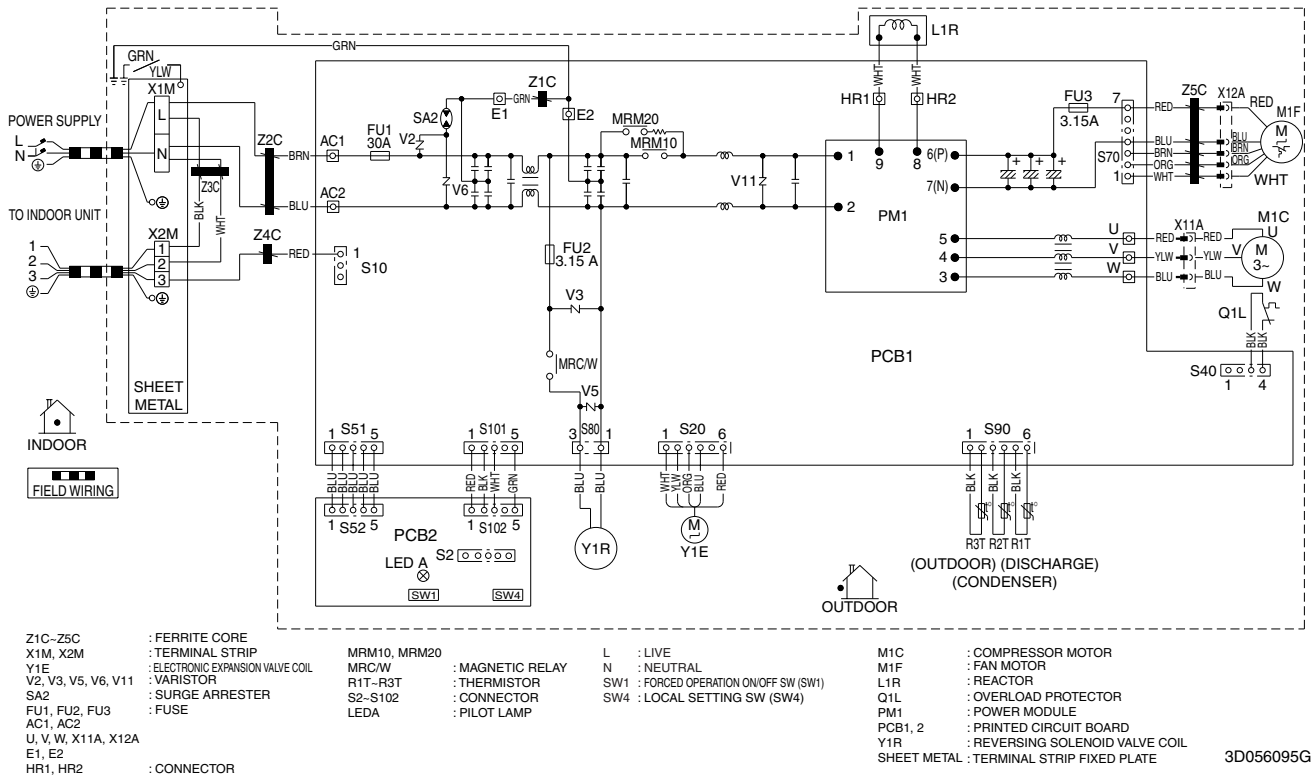 L1R
GRN
GRN
YLW
X1M
L
N
POWER SUPPLY
L
N
Z2C
Z3C
BLK
WHT
TO INDOOR UNIT
1
2
3
X2M
1
2
3
Z4C
RED
1
S10
SHEET
METAL
INDOOR
FIELD WIRING
BRN
AC1
BLU
AC2
FU1
30A
V2
SA2
E1
GRN
Z1C
E2
V6
MRM20
MRM10
V11
WHT
WHT
HR1
HR2
9
8
1
2
6(P)
7(N)
PM1
5
4
3
FU3
3.15A
7
S70
1
Z5C
X12A
M1F
RED
BLU
BRN
ORG
WHT
RED
BLU
BRN
ORG
WHT
M
FU2
3.15 A
V3
MRC/W
V5
U
V
W
RED
YLW
BLU
X11A
RED
YLW
BLU
M1C
U
V
W
M
3~
Q1L
BLK
BLK
S40
1 4
PCB1
1 S51 5
BLU
BLU
BLU
BLU
BLU
1 S52 5
1 S101 5
RED
BLK
WHT
GRN
1 S102 5
PCB2
S2
LED A
SW1
SW4
3 S80 1
BLU
BLU
Y1R
1 S20 6
WHT
YLW
ORG
BLU
RED
M
Y1E
1 S90 6
BLK
BLK
BLK
R3T R2T R1T
(OUTDOOR) (DISCHARGE)
(CONDENSER)
OUTDOOR
Z1C~Z5C : FERRITE CORE
X1M, X2M : TERMINAL STRIP
Y1E : ELECTRONIC EXPANSION VALVE COIL
V2, V3, V5, V6, V11 : VARISTOR
SA2 : SURGE ARRESTER
FU1, FU2, FU3 : FUSE
AC1, AC2
U, V, W, X11A, X12A
E1, E2
HR1, HR2 : CONNECTOR
MRM10, MRM20
MRC/W : MAGNETIC RELAY
R1T~R3T : THERMISTOR
S2~S102 : CONNECTOR
LEDA : PILOT LAMP
L : LIVE
N : NEUTRAL
SW1 : FORCED OPERATION ON/OFF SW (SW1)
SW4 : LOCAL SETTING SW (SW4)
M1C : COMPRESSOR MOTOR
M1F : FAN MOTOR
L1R : REACTOR
Q1L : OVERLOAD PROTECTOR
PM1 : POWER MODULE
PCB1, 2 : PRINTED CIRCUIT BOARD
Y1R : REVERSING SOLENOID VALVE COIL
SHEET METAL : TERMINAL STRIP FIXED PLATE
3D056095G